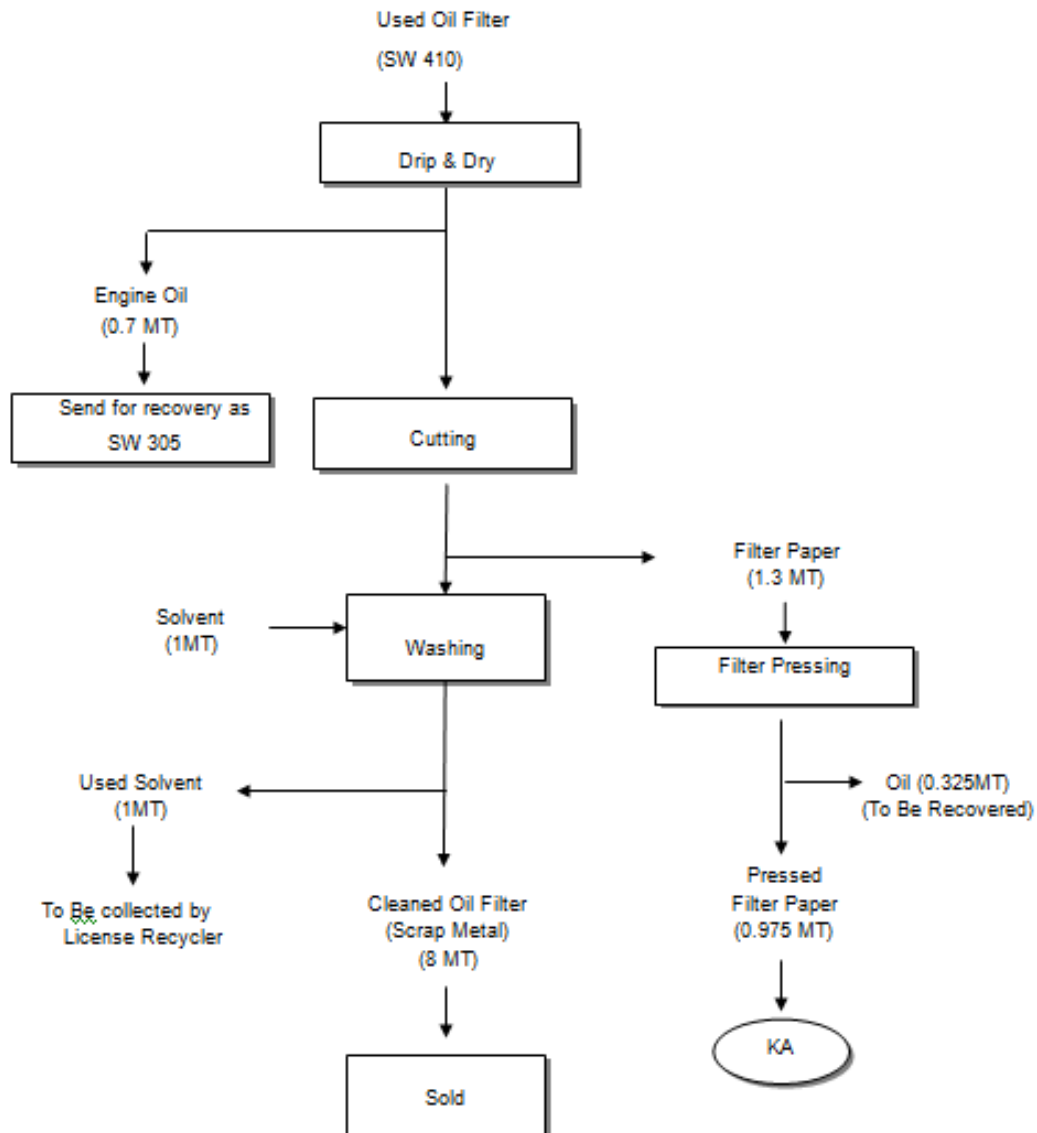 Used Oil Filter
(SW 410)
Drip & Dry
Engine Oil
(0.7 MT)
Send for recovery as
SW 305
Cutting
Filter Paper
(1.3 MT)
Solvent
(1MT)
Washing
Filter Pressing
Used Solvent
(1MT)
Oil (0.325MT)
(To Be Recovered)
To Be collected by
License Recycler
Cleaned Oil Filter
(Scrap Metal)
(8 MT)
Pressed
Filter Paper
(0.975 MT)
KA
Sold